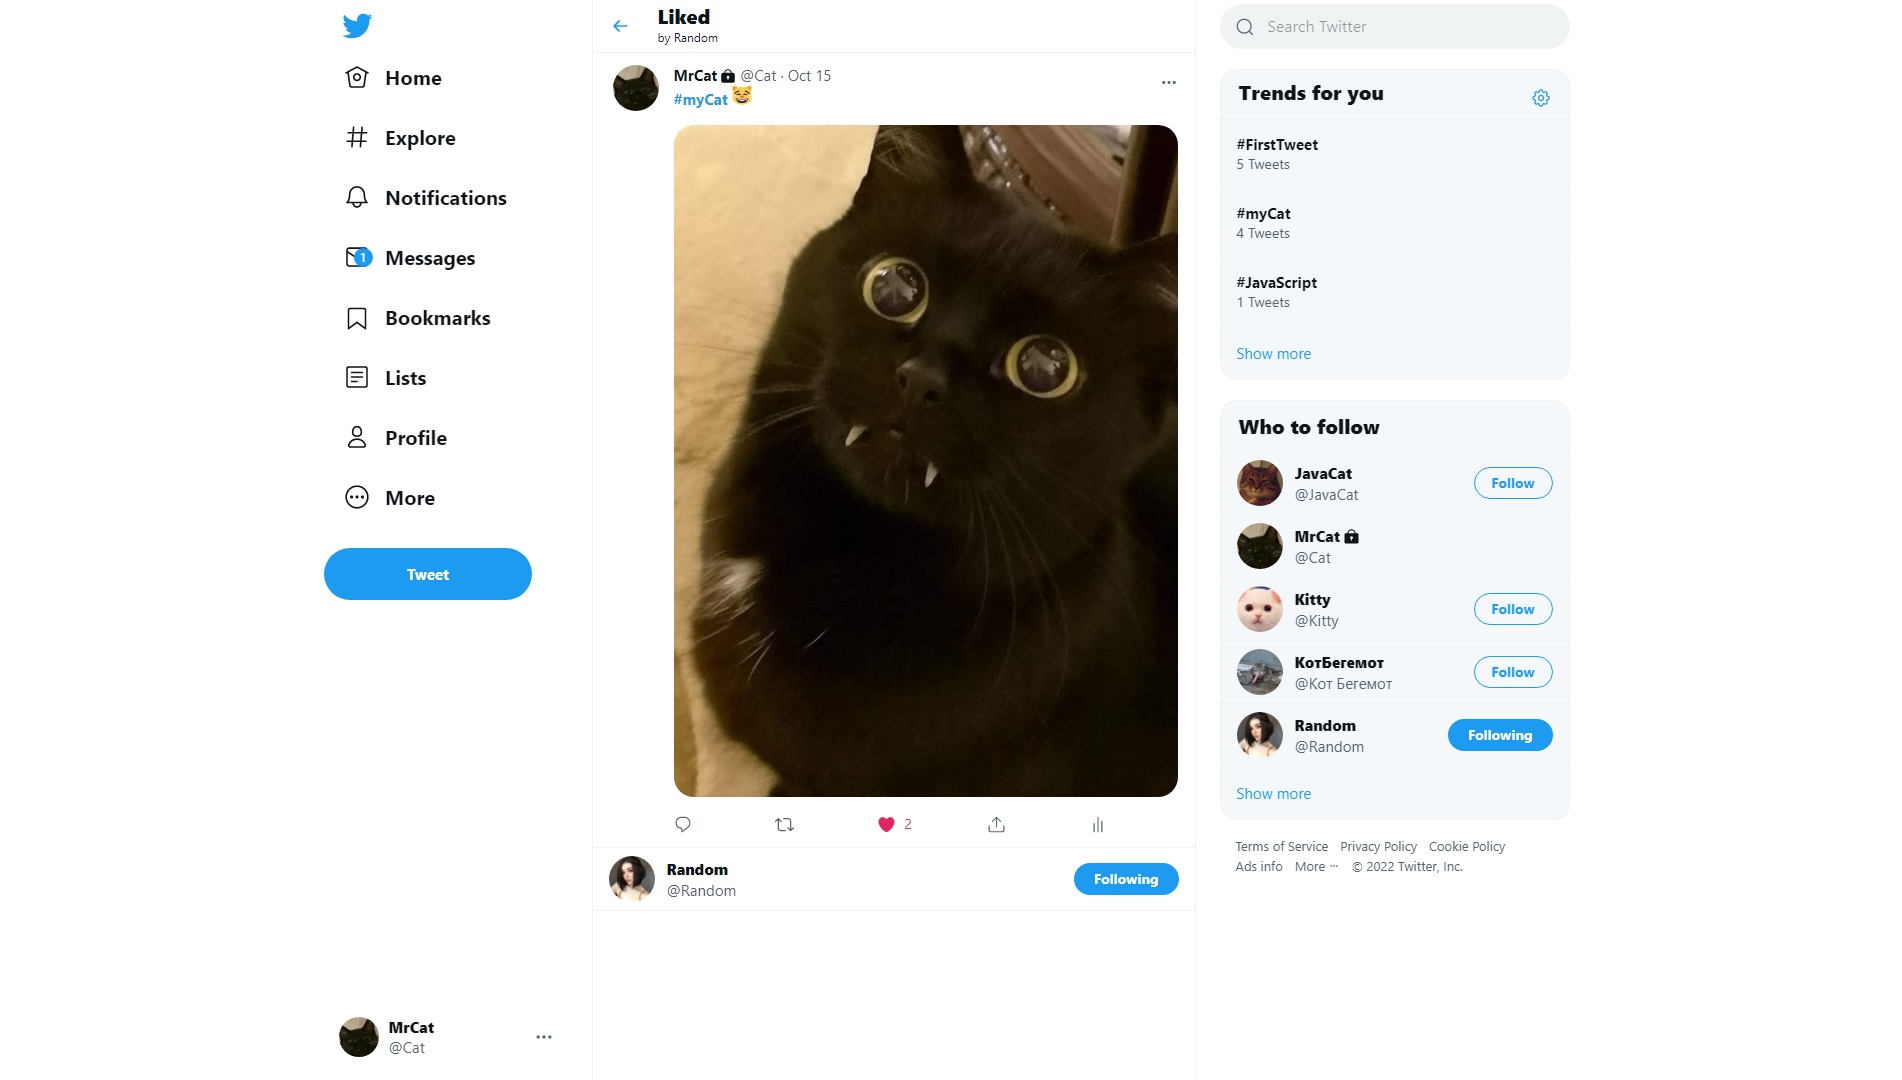 Home
Explore
Notifications
1
Messages
Bookmarks
Lists
Profile
More
Tweet
MrCat
@Cat
Liked
by Random
MrCat @Cat · Oct 15
#myCat
2
Random
@Random
Following
Search Twitter
Trends for you
#FirstTweet
5 Tweets
#myCat
4 Tweets
#JavaScript
1 Tweets
Show more
Who to follow
JavaCat
@JavaCat
Follow
MrCat
@Cat
Kitty
@Kitty
Follow
КотБегемот
@Кот Бегемот
Follow
Random
@Random
Following
Show more
Terms of Service Privacy Policy Cookie Policy
Ads info More ··· © 2022 Twitter, Inc.